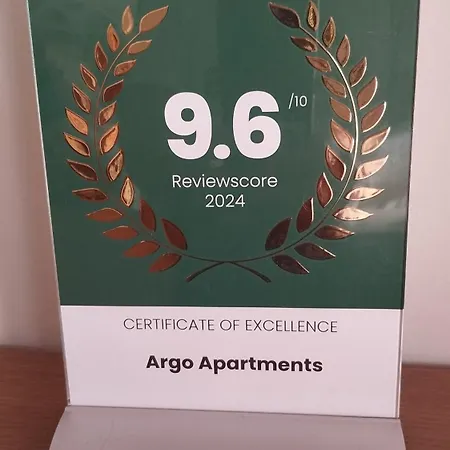 9.6 /10
Reviewscore
2024
CERTIFICATE OF EXCELLENCE
Argo Apartments